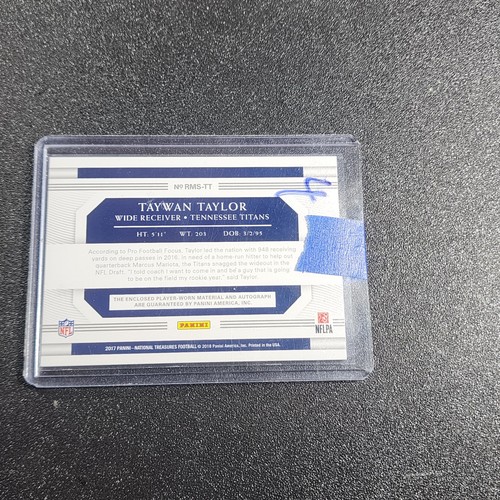 Nº RMS-TT
TAYWAN TAYLOR
WIDE RECEIVER • TENNESSEE TITANS
HT: 5'11" WT: 203 DOB: 3/2/95
According to Pro Football Focus, Taylor led the nation with 948 receiving
cards on deep passes in 2016. In need of a home-run hitter to help out
quarterback Marcus Mariota, the Titans snagged the wideout in the
NFL Draft. "I told coach I want to come in and be a guy that is going
to be on the field my rookie year," said Taylor.
THE ENCLOSED PLAYER-WORN MATERIAL AND AUTOGRAPH
ARE GUARANTEED BY PANINI AMERICA, INC.
NFL
PANINI
NFLPA
2017 PANINI - NATIONAL TREASURES FOOTBALL © 2018 Panini America, Inc. Printed in the USA